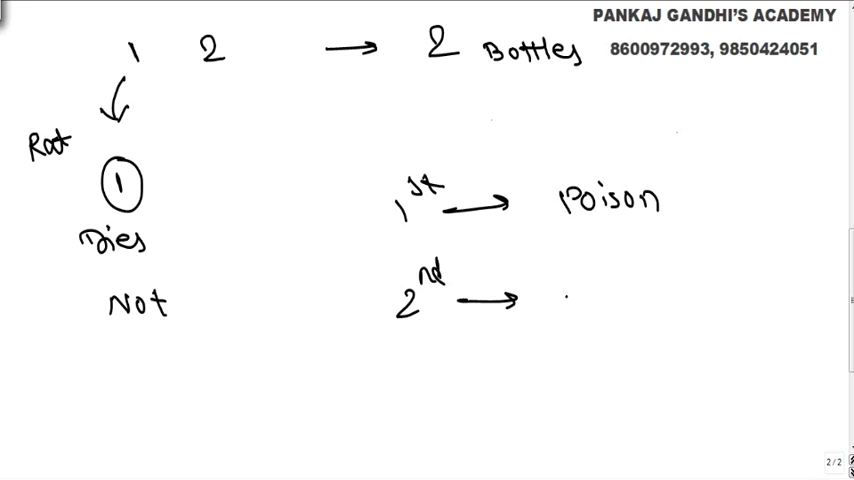 PANKAJ GANDHI'S ACADEMY
8600972993, 9850424051
1 2 → 2 Bottles
Rat
1
1st → Poison
Dies
Not 2nd →
2/2